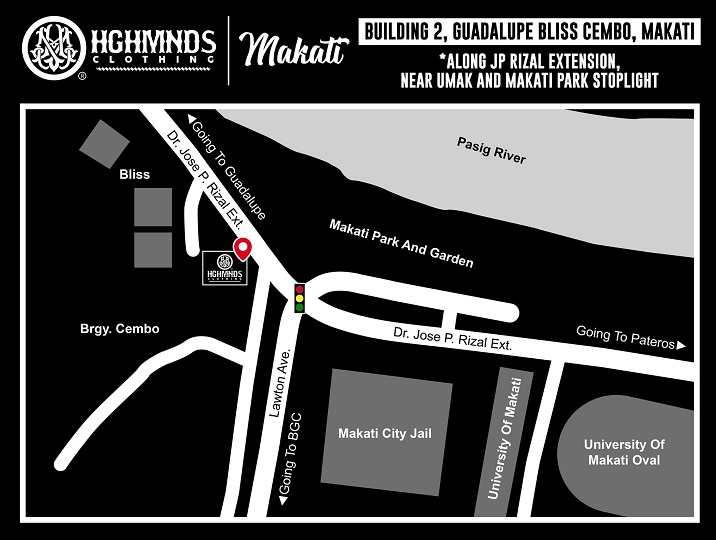 HGHMNDS
CLOTHING
®
Makati
BUILDING 2, GUADALUPE BLISS CEMBO, MAKATI
*ALONG JP RIZAL EXTENSION,
NEAR UMAK AND MAKATI PARK STOPLIGHT
Going To Guadalupe
Dr. Jose P. Rizal Ext.
Pasig River
Bliss
Makati Park And Garden
HGHMNDS
CLOTHING
Brgy. Cembo
Dr. Jose P. Rizal Ext.
Going To Pateros
Lawton Ave.
Going To BGC
Makati City Jail
University Of Makati
University Of
Makati Oval